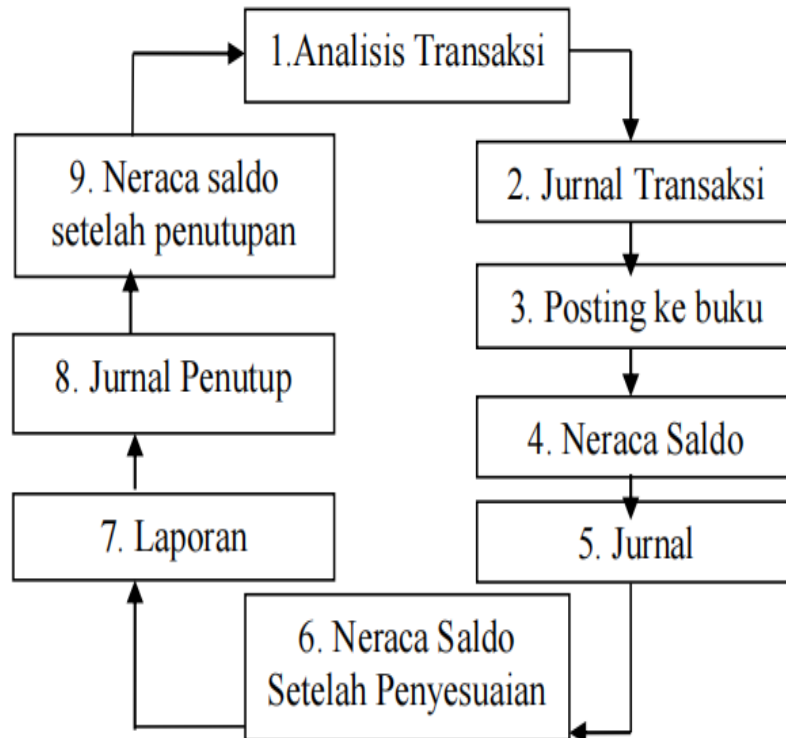 1.Analisis Transaksi
2. Jurnal Transaksi
3. Posting ke buku
4. Neraca Saldo
5. Jurnal
6. Neraca Saldo
Setelah Penyesuaian
7. Laporan
8. Jurnal Penutup
9. Neraca saldo
setelah penutupan